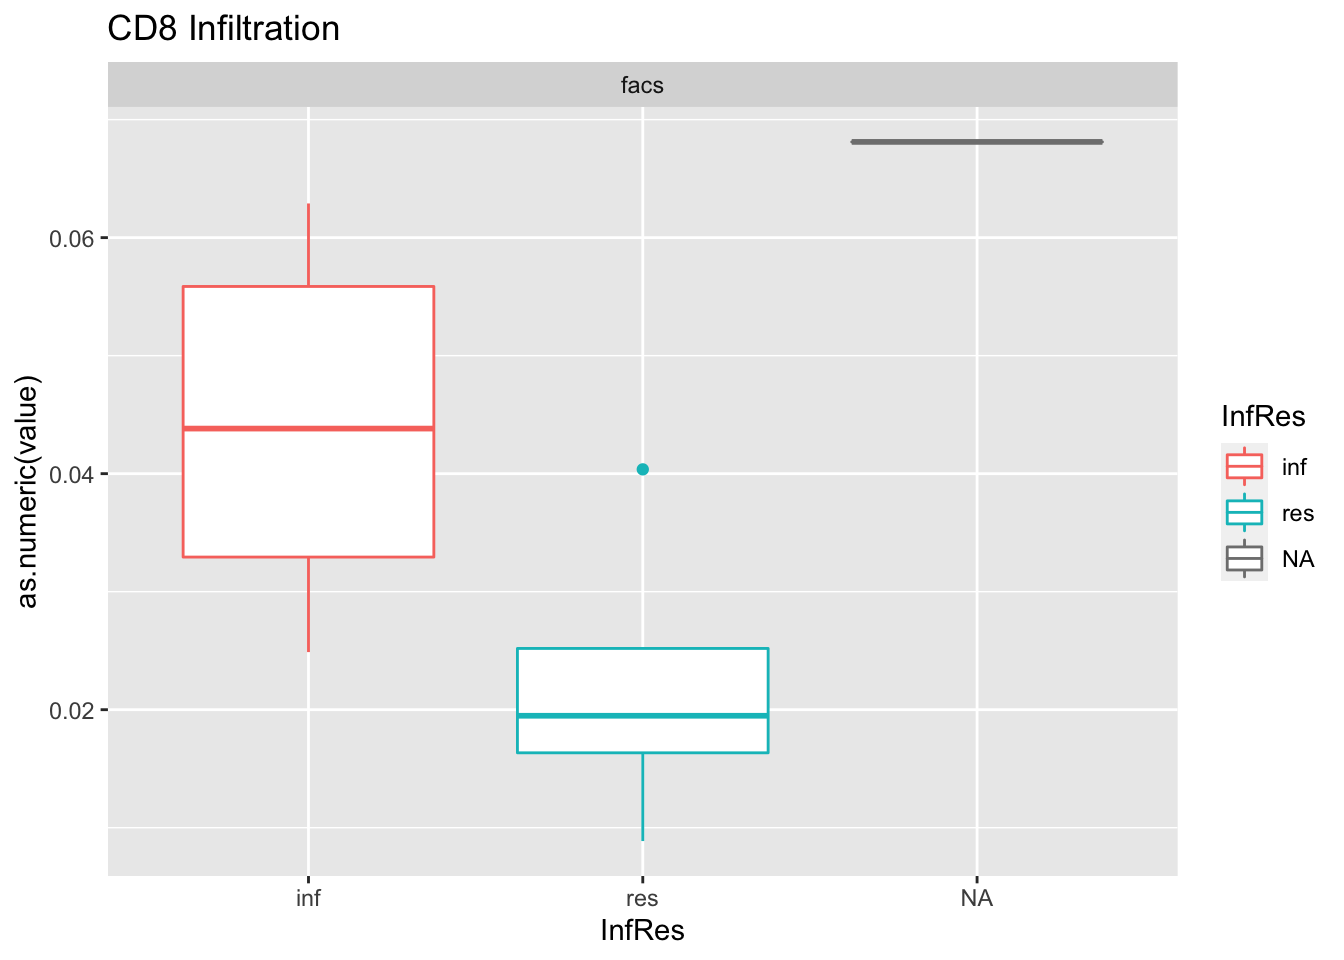 CD8 Infiltration
facs
0.06
0.04
0.02
as.numeric(value)
inf
res
NA
InfRes
InfRes
inf
res
NA